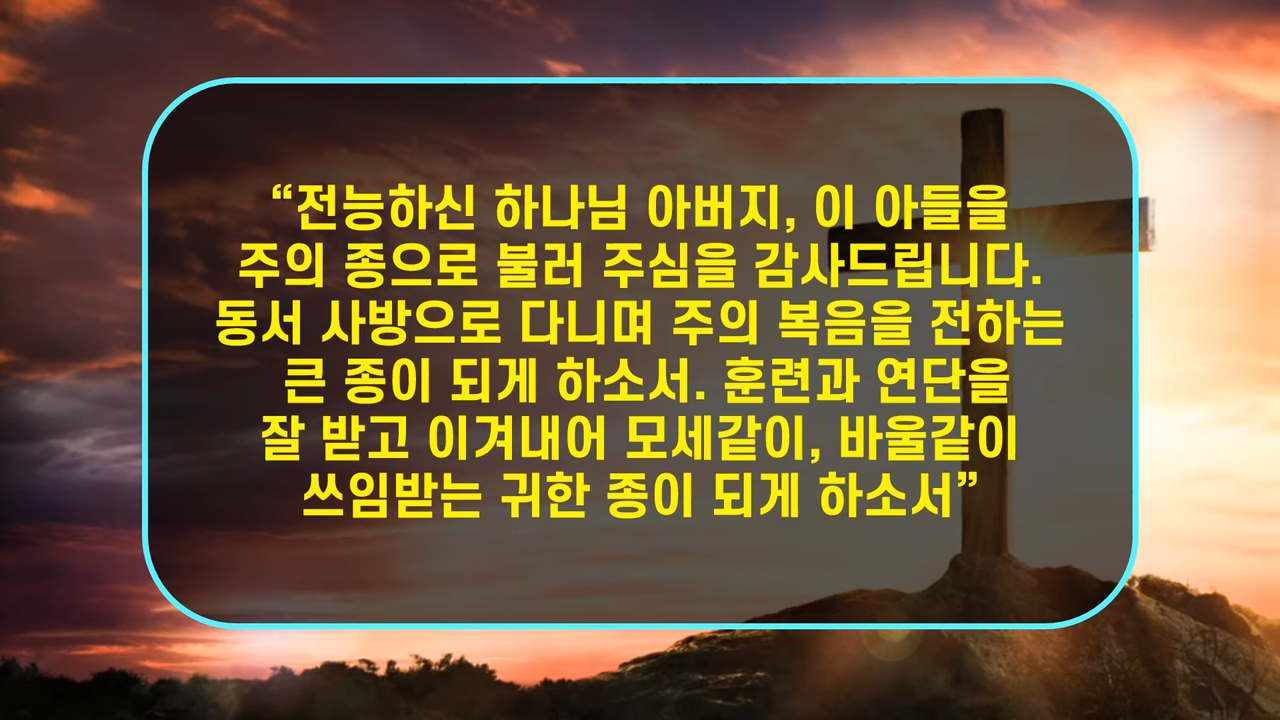 “전능하신 하나님 아버지, 이 아들을
주의 종으로 불러 주심을 감사드립니다.
동서 사방으로 다니며 주의 복음을 전하는
큰 종이 되게 하소서. 훈련과 연단을
잘 받고 이겨내어 모세같이, 바울같이
쓰임받는 귀한 종이 되게 하소서”